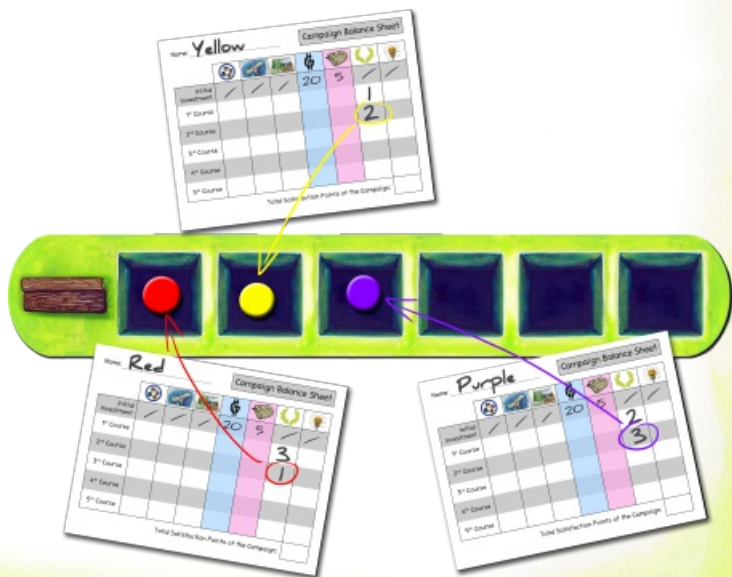 Name: Yellow
Campaign Balance Sheet
Initial
Investment / / / 20 5 / /
1st Course 1
2nd Course 2
3rd Course
4th Course
5th Course
Total Satisfaction Points of the Campaign:
Name: Red
Campaign Balance Sheet
Initial
Investment / / / 20 5 / /
1st Course 3
2nd Course 1
3rd Course
4th Course
5th Course
Total Satisfaction Points of the Campaign:
Name: Purple
Campaign Balance Sheet
Initial
Investment / / / 20 5 / /
1st Course 2
2nd Course 3
3rd Course
4th Course
5th Course
Total Satisfaction Points of the Campaign: